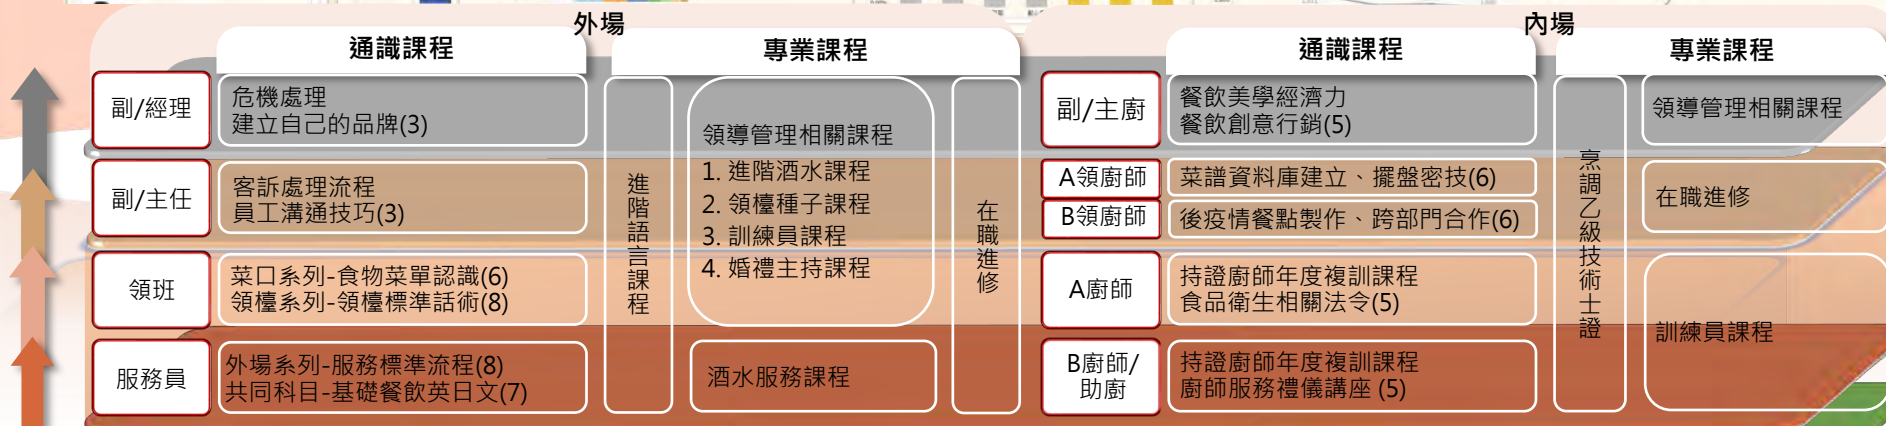 外場
通識課程
專業課程
副/經理
危機處理
建立自己的品牌(3)
副/主任
客訴處理流程
員工溝通技巧(3)
領班
菜口系列-食物菜單認識(6)
領檯系列-領檯標準話術(8)
服務員
外場系列-服務標準流程(8)
共同科目-基礎餐飲英日文(7)
進階語言課程
領導管理相關課程
1. 進階酒水課程
2. 領檯種子課程
3. 訓練員課程
4. 婚禮主持課程
酒水服務課程
在職進修
內場
通識課程
專業課程
副/主廚
餐飲美學經濟力
餐飲創意行銷(5)
A領廚師
菜譜資料庫建立、擺盤密技(6)
B領廚師
後疫情餐點製作、跨部門合作(6)
A廚師
持證廚師年度複訓課程
食品衛生相關法令(5)
B廚師/
助廚
持證廚師年度複訓課程
廚師服務禮儀講座 (5)
烹調乙級技術士證
領導管理相關課程
在職進修
訓練員課程